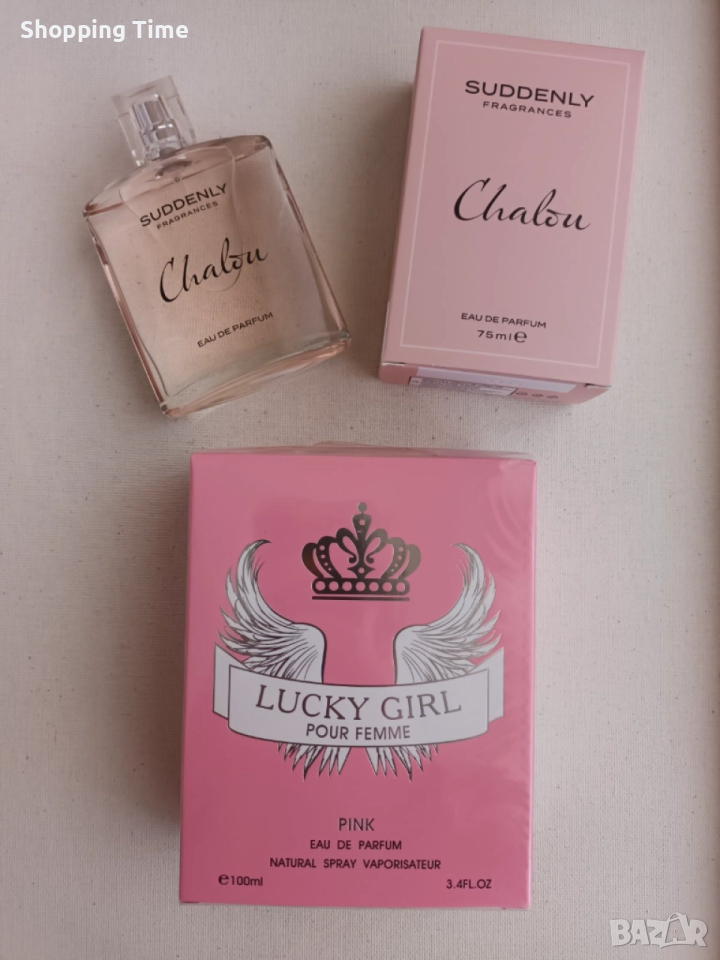 Shopping Time
SUDDENLY
FRAGRANCES
Chalou
EAU DE PARFUM
SUDDENLY
FRAGRANCES
Chalou
EAU DE PARFUM
75ml e
LUCKY GIRL
POUR FEMME
PINK
EAU DE PARFUM
NATURAL SPRAY VAPORISATEUR
e100ml 3.4FL.OZ
BAZAR